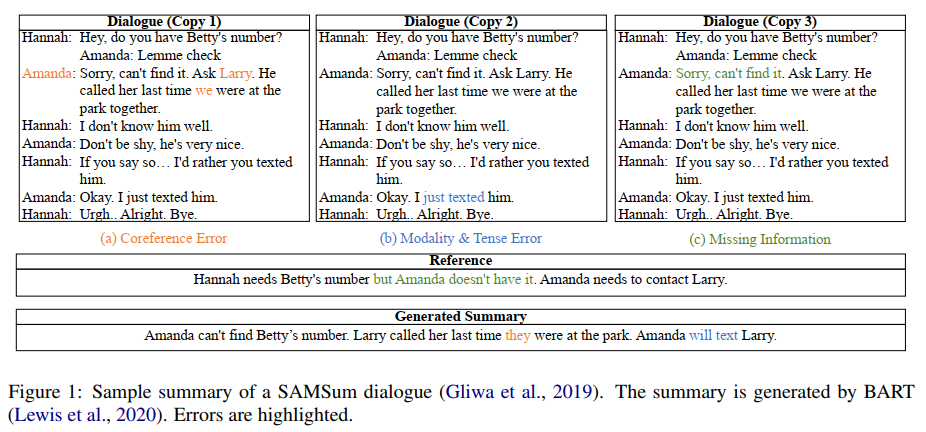 Dialogue (Copy 1)
Hannah: Hey, do you have Betty's number?
Amanda: Lemme check
Amanda: Sorry, can't find it. Ask Larry. He
called her last time we were at the
park together.
Hannah: I don't know him well.
Amanda: Don't be shy, he's very nice.
Hannah: If you say so… I'd rather you texted
him.
Amanda: Okay. I just texted him.
Hannah: Urgh.. Alright. Bye.
(a) Coreference Error
Dialogue (Copy 2)
Hannah: Hey, do you have Betty's number?
Amanda: Lemme check
Amanda: Sorry, can't find it. Ask Larry. He
called her last time we were at the
park together.
Hannah: I don't know him well.
Amanda: Don't be shy, he's very nice.
Hannah: If you say so… I'd rather you texted
him.
Amanda: Okay. I just texted him.
Hannah: Urgh.. Alright. Bye.
(b) Modality & Tense Error
Dialogue (Copy 3)
Hannah: Hey, do you have Betty's number?
Amanda: Lemme check
Amanda: Sorry, can't find it. Ask Larry. He
called her last time we were at the
park together.
Hannah: I don't know him well.
Amanda: Don't be shy, he's very nice.
Hannah: If you say so… I'd rather you texted
him.
Amanda: Okay. I just texted him.
Hannah: Urgh.. Alright. Bye.
(c) Missing Information
Reference
Hannah needs Betty's number but Amanda doesn't have it. Amanda needs to contact Larry.
Generated Summary
Amanda can't find Betty’s number. Larry called her last time they were at the park. Amanda will text Larry.
Figure 1: Sample summary of a SAMSum dialogue (Gliwa et al., 2019). The summary is generated by BART
(Lewis et al., 2020). Errors are highlighted.